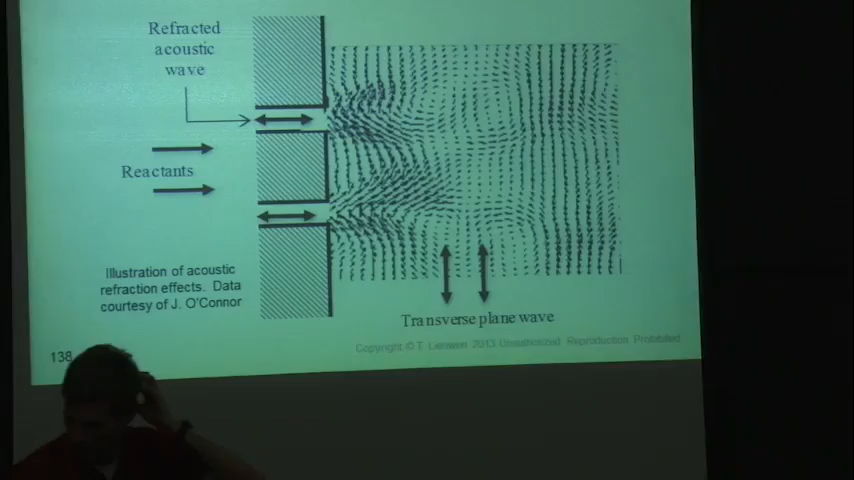 Refracted
acoustic
wave
Reactants
Illustration of acoustic
refraction effects. Data
courtesy of J. O'Connor
Transverse plane wave
Copyright © T. Lieuwen 2013 Unauthorized Reproduction Prohibited
138